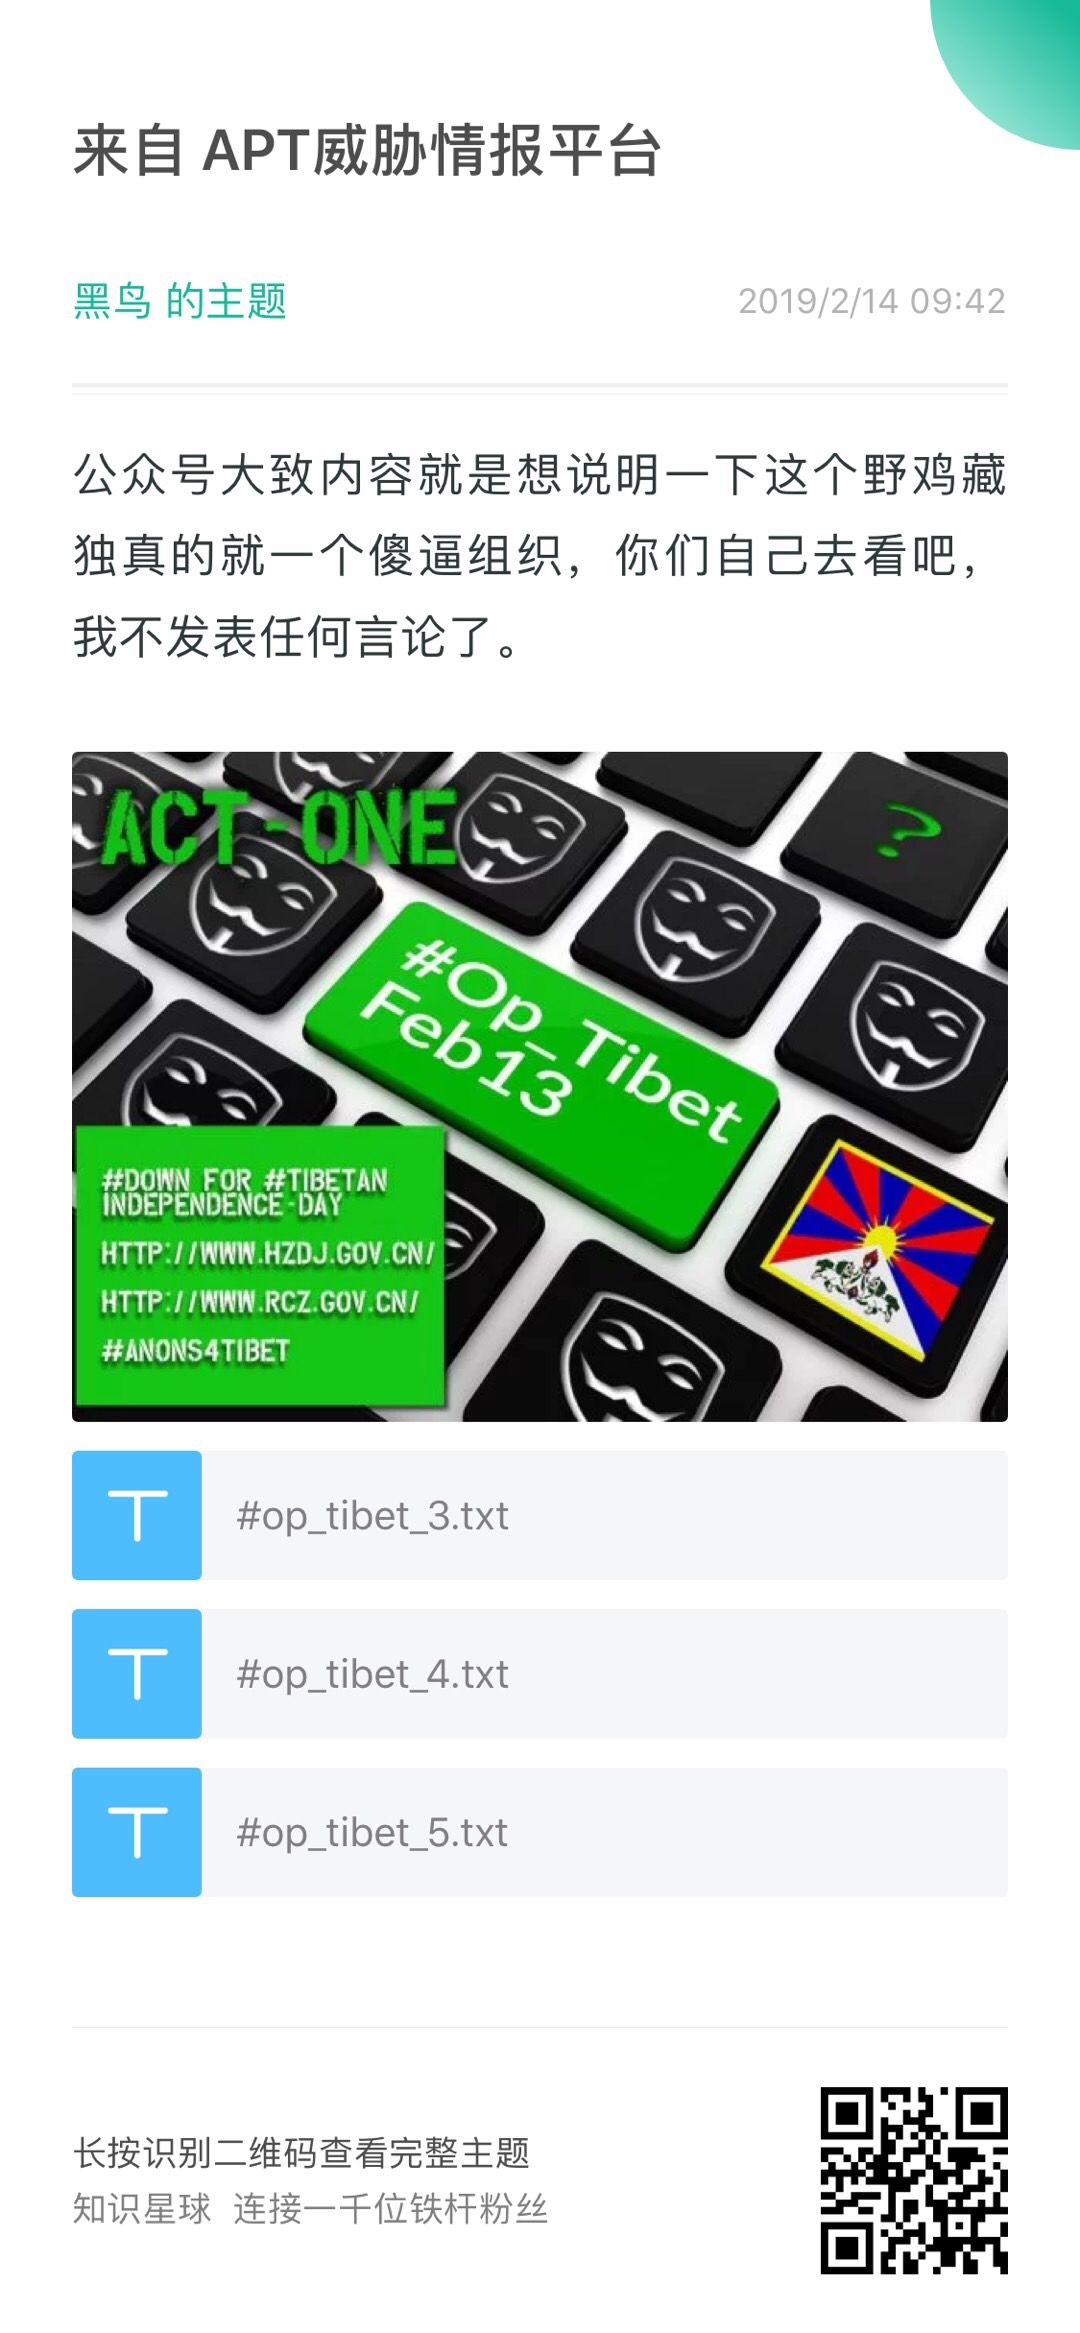 来自 APT威胁情报平台
黑鸟 的主题
2019/2/14 09:42
公众号大致内容就是想说明一下这个野鸡藏
独真的就一个傻逼组织，你们自己去看吧，
我不发表任何言论了。
ACT-ONE
?
#Op_Tibet
Feb13
#DOWN FOR #TIBETAN
INDEPENDENCE-DAY
HTTP://WWW.HZDJ.GOV.CN/
HTTP://WWW.RCZ.GOV.CN/
#ANONS4TIBET
#op_tibet_3.txt
#op_tibet_4.txt
#op_tibet_5.txt
长按识别二维码查看完整主题
知识星球 连接一千位铁杆粉丝